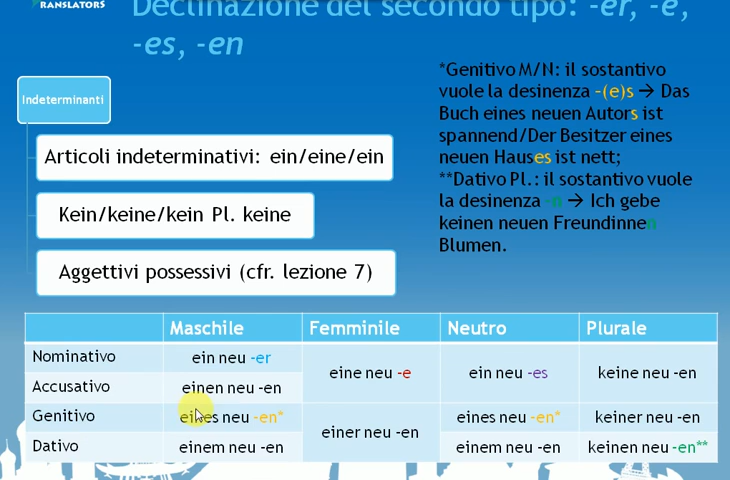 TRANSLATORS
Declinazione del secondo tipo: -er, -e,
-es, -en
Indeterminanti
Articoli indeterminativi: ein/eine/ein
Kein/keine/kein Pl. keine
Aggettivi possessivi (cfr. lezione 7)
*Genitivo M/N: il sostantivo
vuole la desinenza -(e)s → Das
Buch eines neuen Autors ist
spannend/Der Besitzer eines
neuen Hauses ist nett;
**Dativo Pl.: il sostantivo vuole
la desinenza -n → Ich gebe
keinen neuen Freundinnen
Blumen.
Maschile Femminile Neutro Plurale
Nominativo ein neu -er eine neu -e ein neu -es keine neu -en
Accusativo einen neu -en
Genitivo eines neu -en* einer neu -en eines neu -en* keiner neu -en
Dativo einem neu -en einem neu -en keinen neu -en**